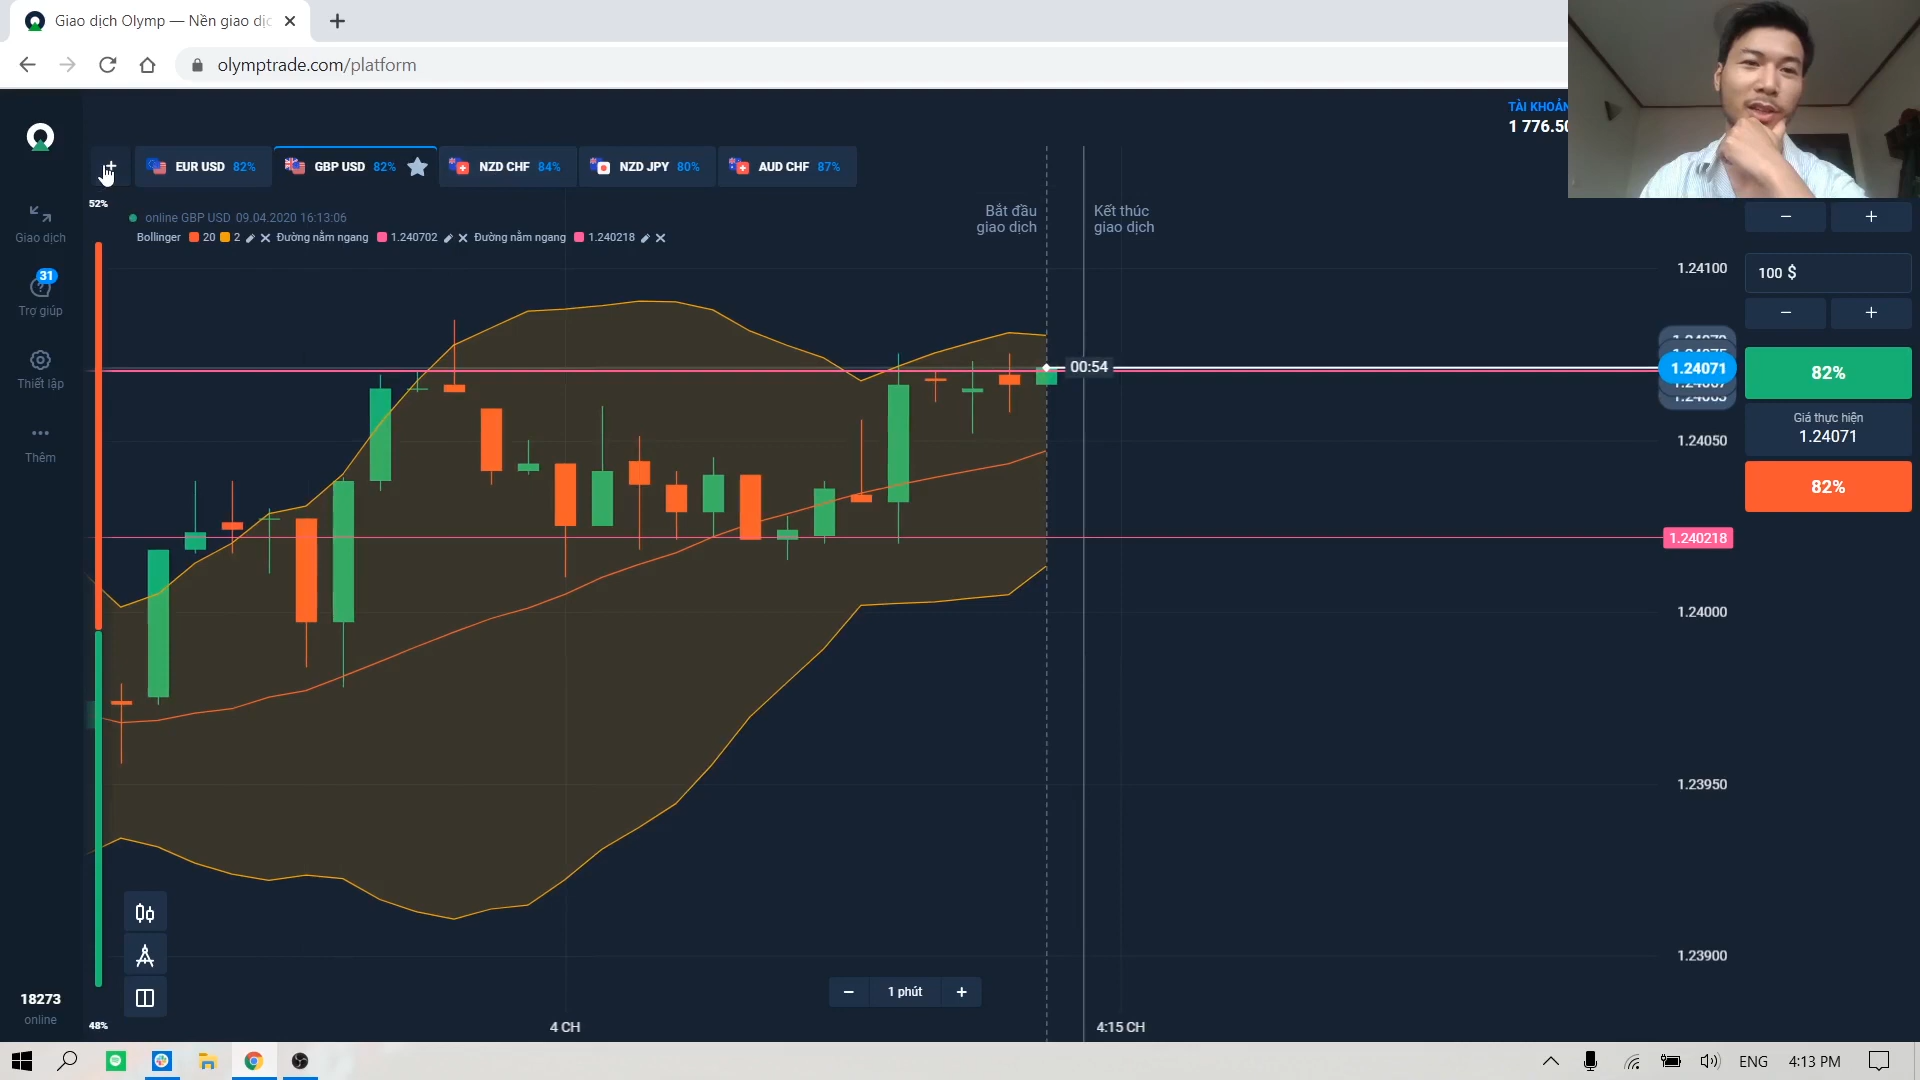 Giao dịch Olymp — Nền giao dịc
olymptrade.com/platform
TÀI KHOẢN
1 776.50
EUR USD 82%
GBP USD 82%
NZD CHF 84%
NZD JPY 80%
AUD CHF 87%
52%
online GBP USD 09.04.2020 16:13:06
Bollinger 20 2 Đường nằm ngang 1.240702 Đường nằm ngang 1.240218
Bắt đầu
giao dịch
Kết thúc
giao dịch
Giao dịch
31
Trợ giúp
Thiết lập
Thêm
1.24100
100 $
00:54
1.24071
82%
Giá thực hiện
1.24071
1.24050
82%
1.240218
1.24000
1.23950
1.23900
1 phút
18273
online
48%
4 CH
4:15 CH
ENG
4:13 PM